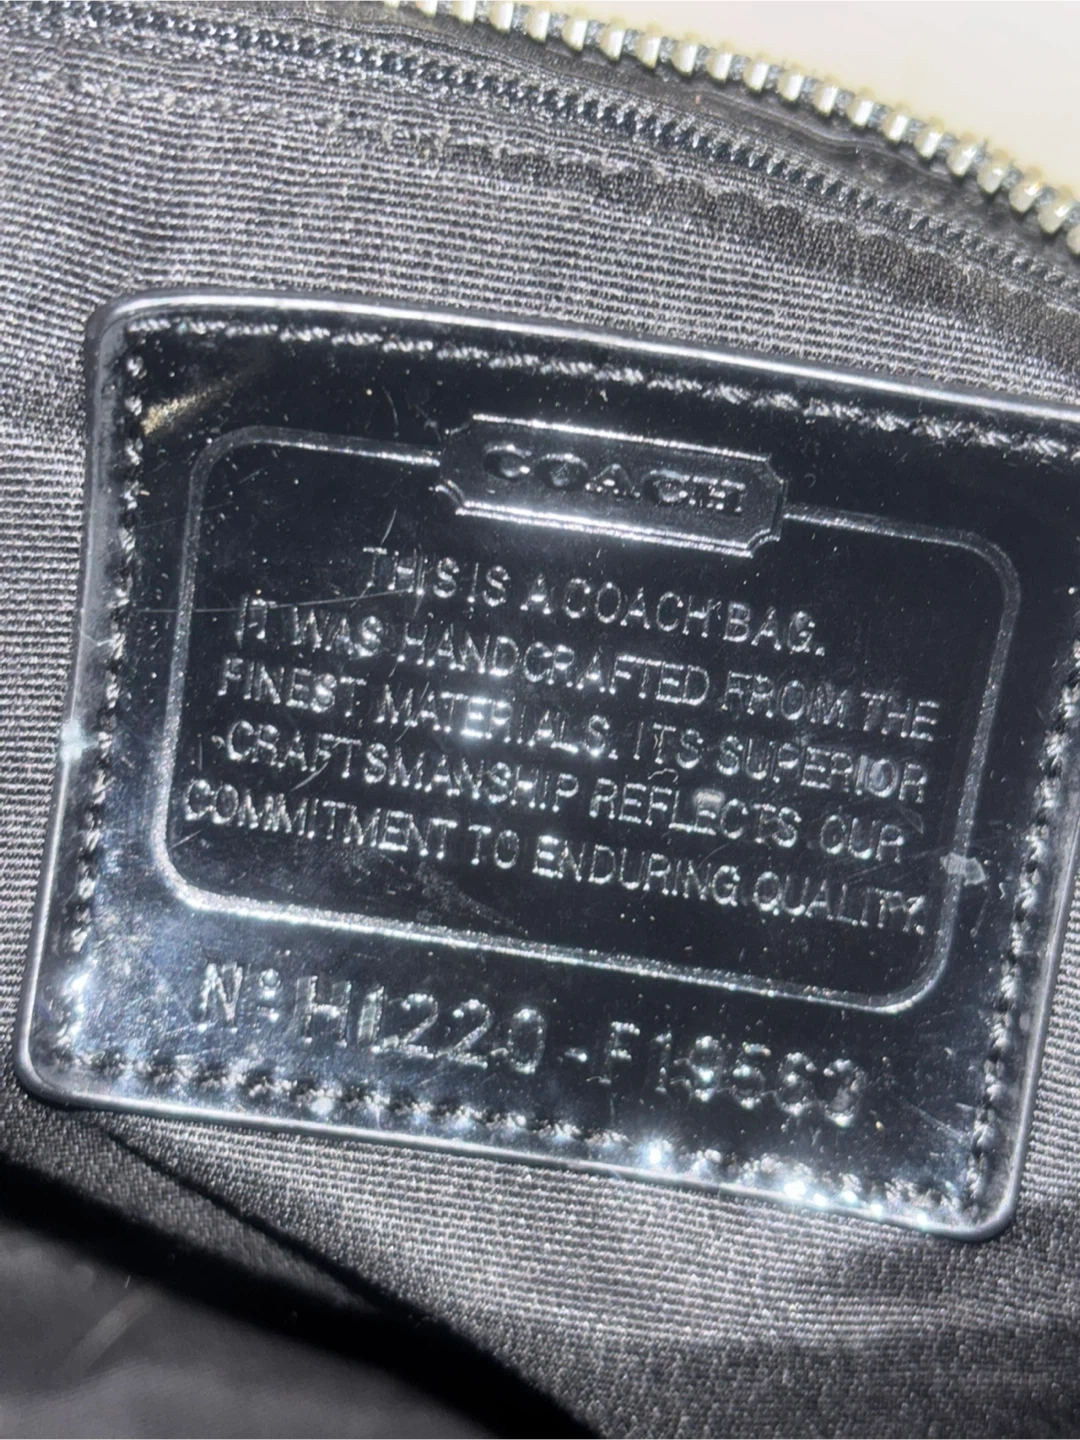 COACH
THIS IS A COACH BAG.
IT WAS HANDCRAFTED FROM THE
FINEST MATERIALS. ITS SUPERIOR
CRAFTSMANSHIP REFLECTS OUR
COMMITMENT TO ENDURING QUALITY.
Nº H1220-F19563